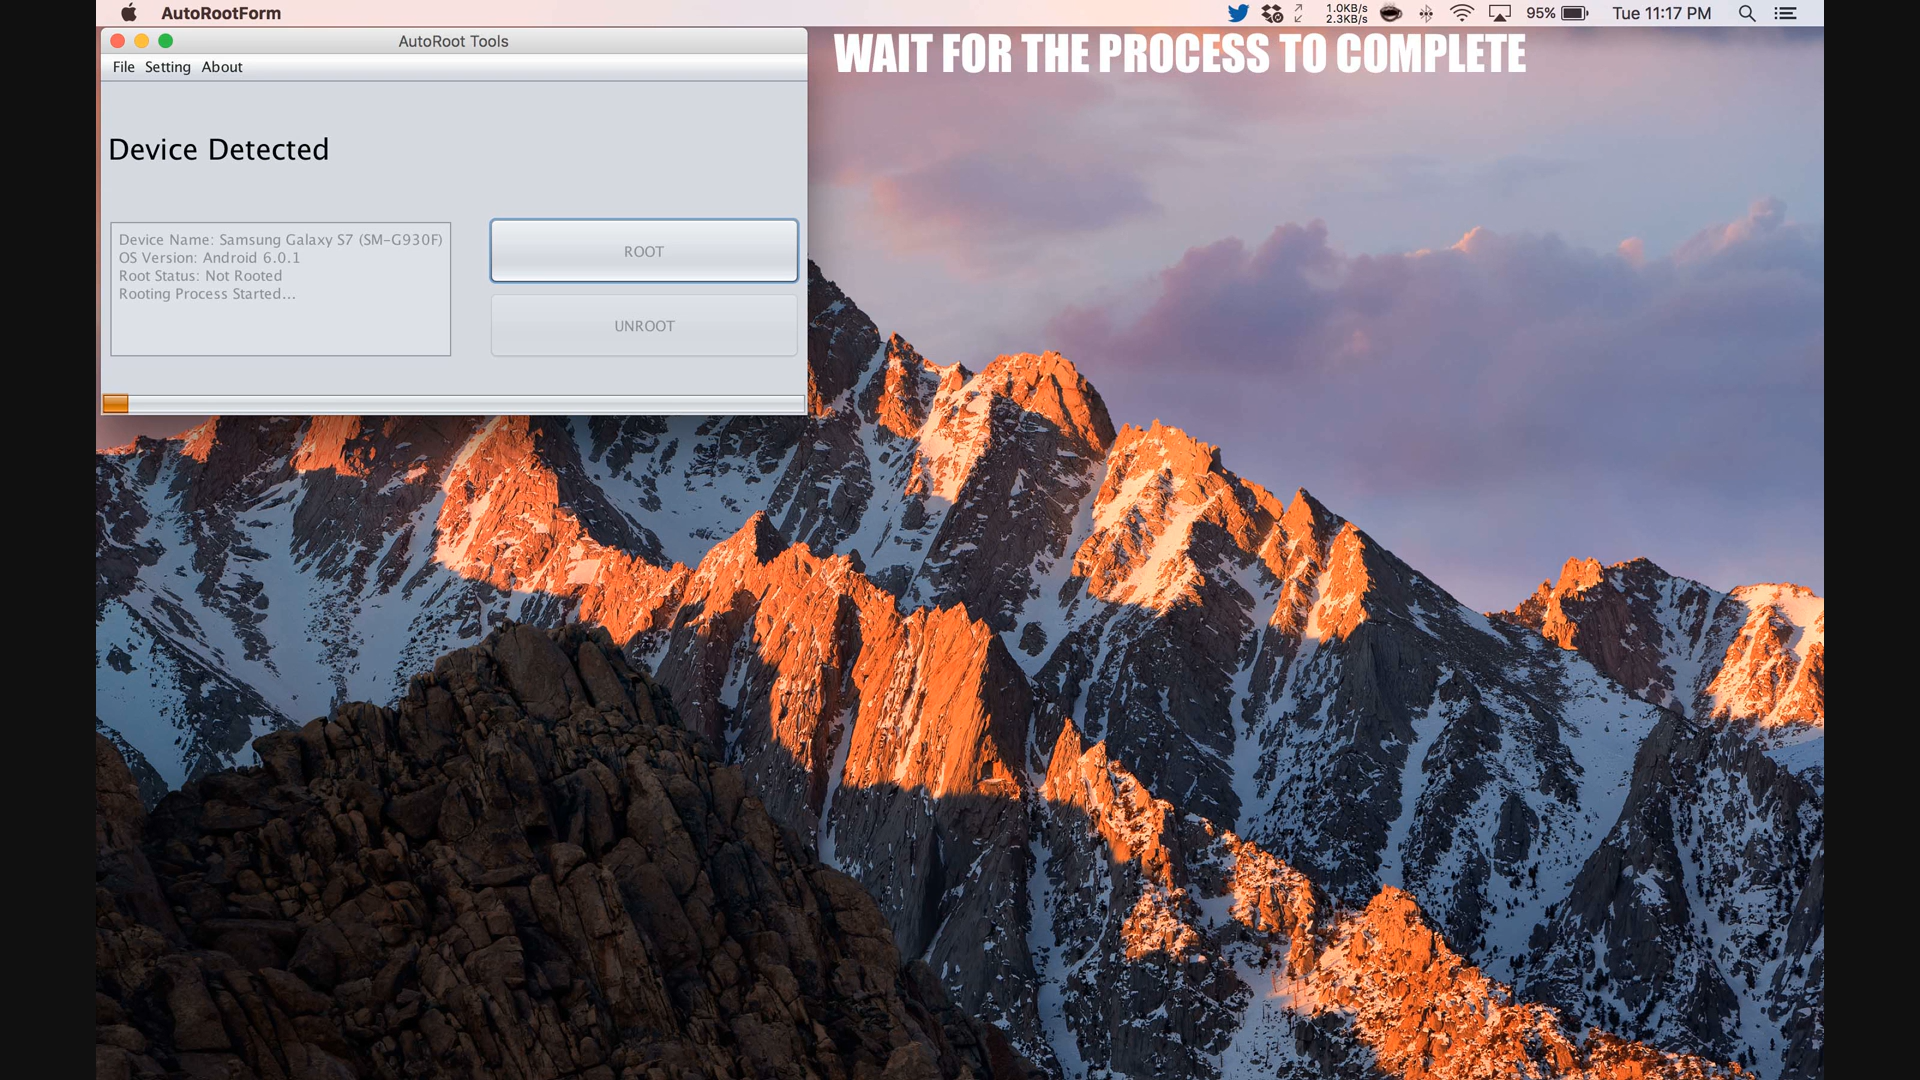 AutoRootForm
1.0KB/s
2.3KB/s
95%
Tue 11:17 PM
AutoRoot Tools
WAIT FOR THE PROCESS TO COMPLETE
File Setting About
Device Detected
Device Name: Samsung Galaxy S7 (SM-G930F)
OS Version: Android 6.0.1
Root Status: Not Rooted
Rooting Process Started...
ROOT
UNROOT